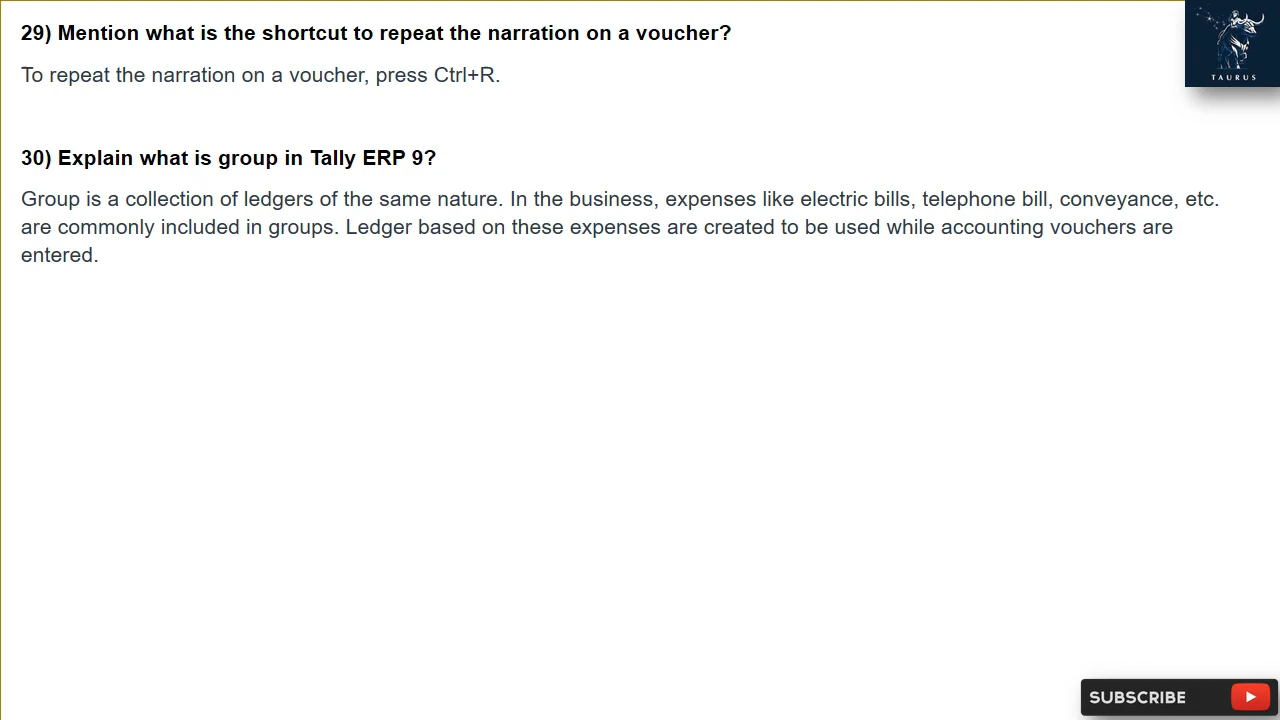 29) Mention what is the shortcut to repeat the narration on a voucher?
To repeat the narration on a voucher, press Ctrl+R.
30) Explain what is group in Tally ERP 9?
Group is a collection of ledgers of the same nature. In the business, expenses like electric bills, telephone bill, conveyance, etc.
are commonly included in groups. Ledger based on these expenses are created to be used while accounting vouchers are
entered.
TAURUS
SUBSCRIBE